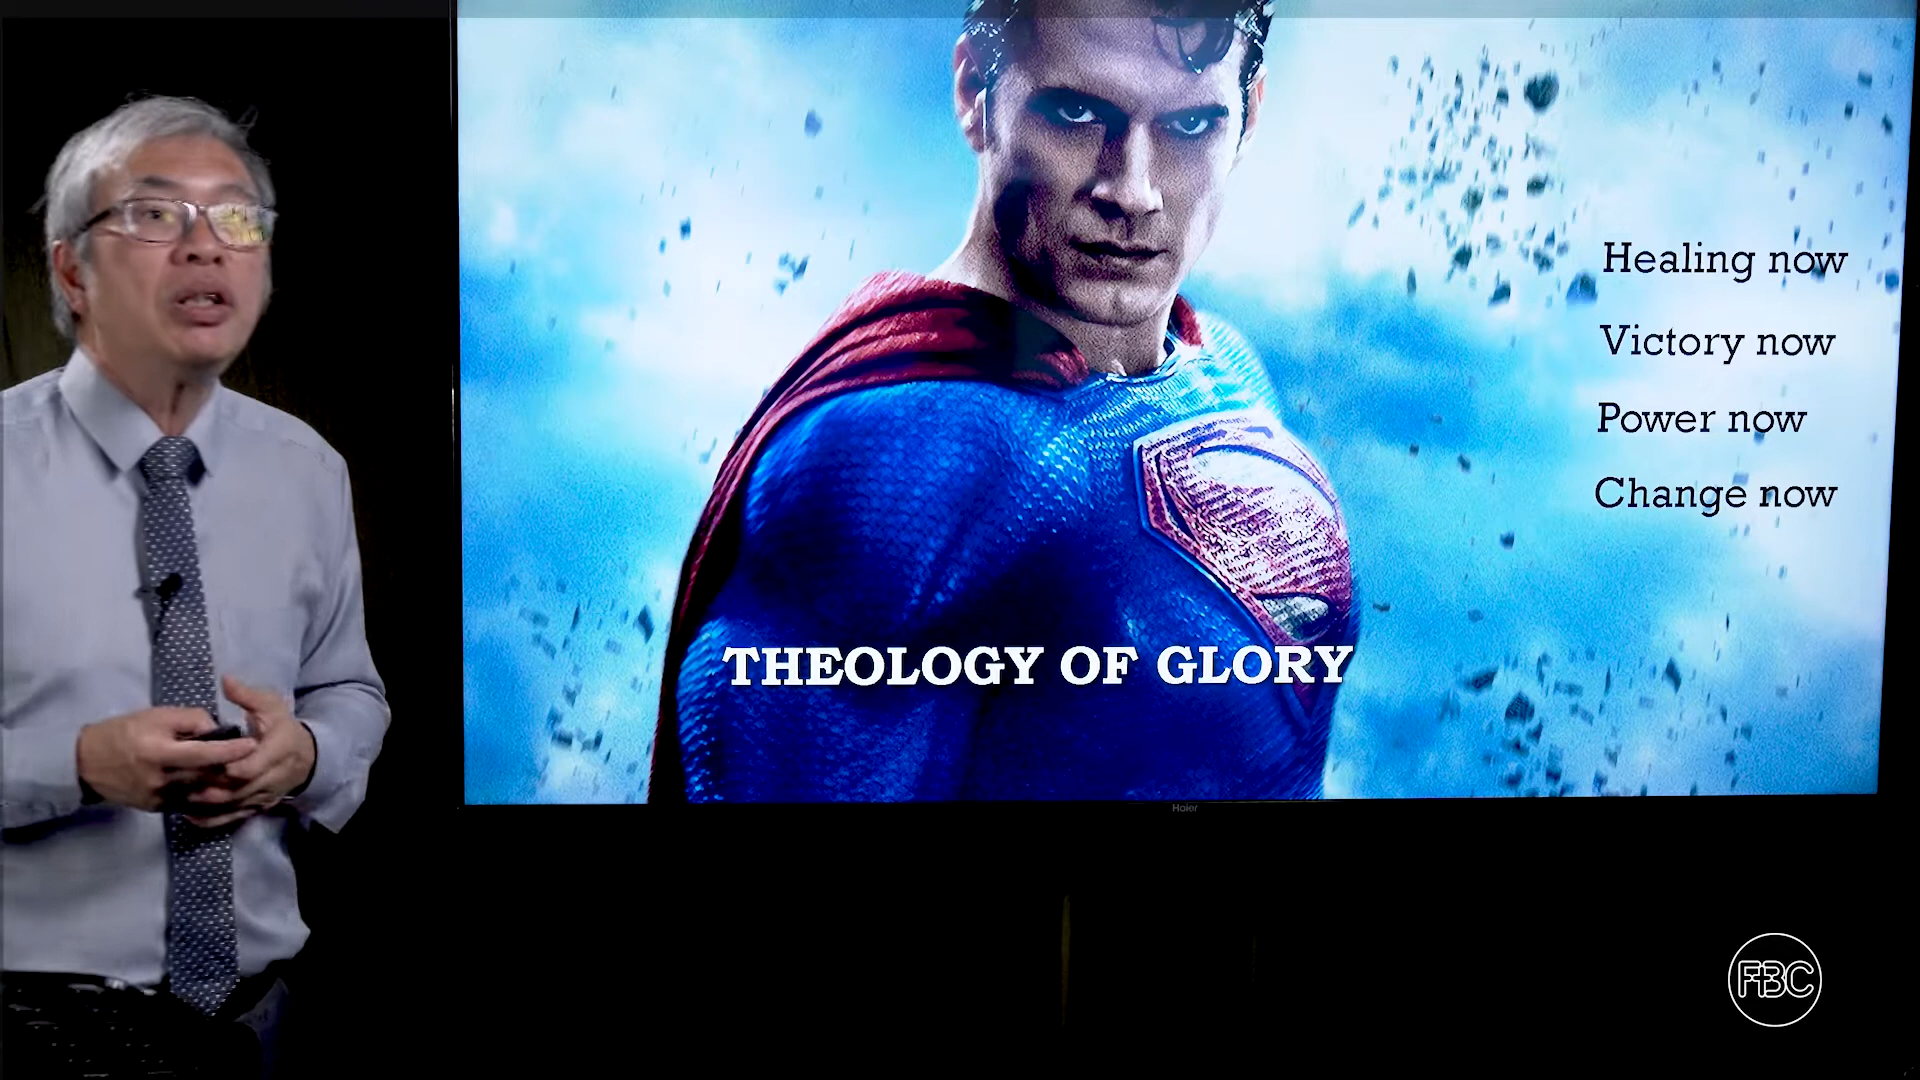 Healing now
Victory now
Power now
Change now
THEOLOGY OF GLORY
Haier
FBC